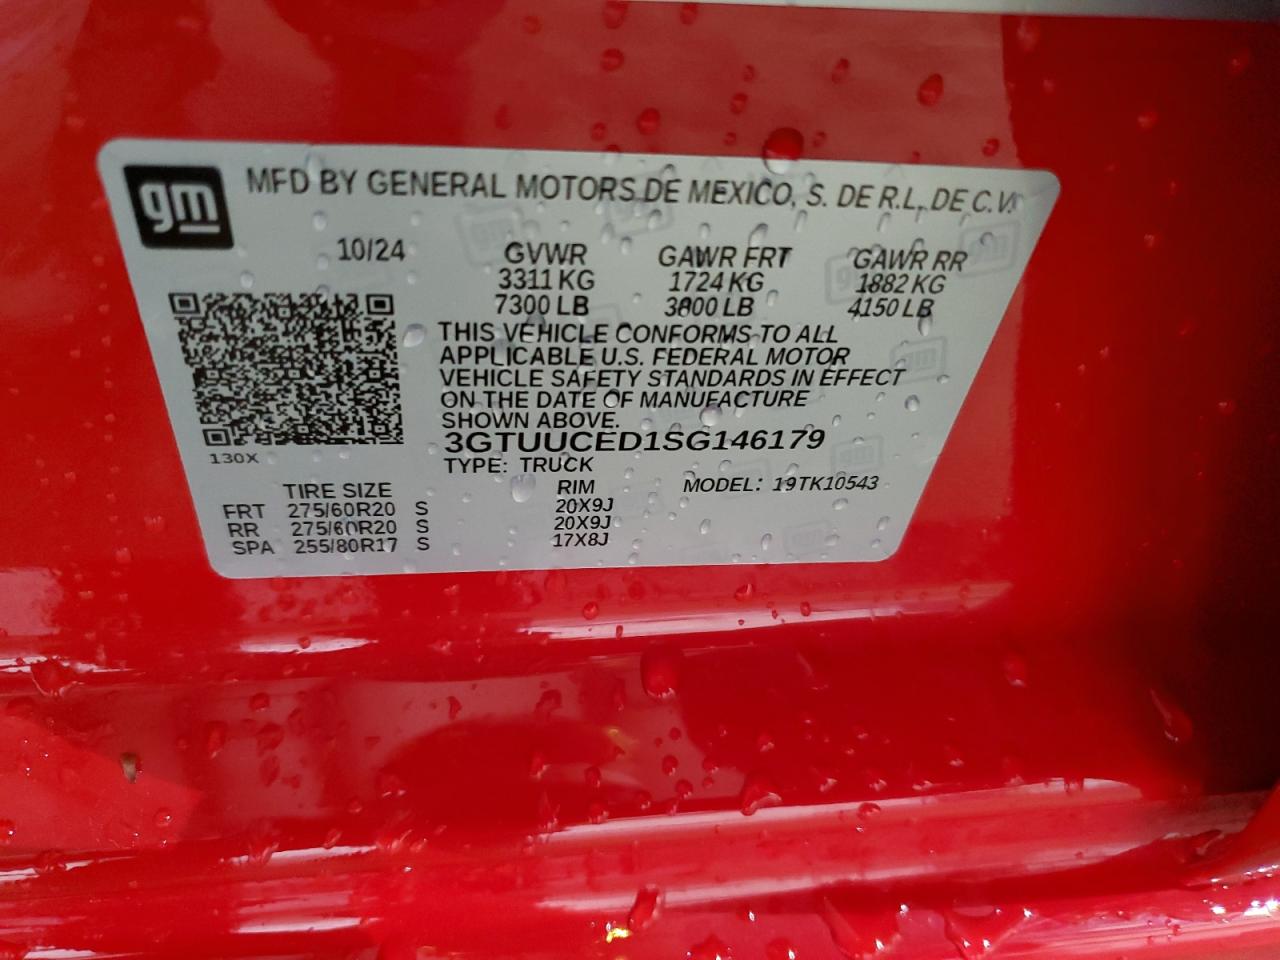 gm MFD BY GENERAL MOTORS DE MEXICO, S. DE R.L. DE C.V.
10/24 GVWR GAWR FRT GAWR RR
3311 KG 1724 KG 1882 KG
7300 LB 3800 LB 4150 LB
THIS VEHICLE CONFORMS TO ALL
APPLICABLE U.S. FEDERAL MOTOR
VEHICLE SAFETY STANDARDS IN EFFECT
ON THE DATE OF MANUFACTURE
SHOWN ABOVE.
3GTUUCED1SG146179
130X
TYPE: TRUCK
TIRE SIZE RIM MODEL: 19TK10543
FRT 275/60R20 S 20X9J
RR 275/60R20 S 20X9J
SPA 255/80R17 S 17X8J